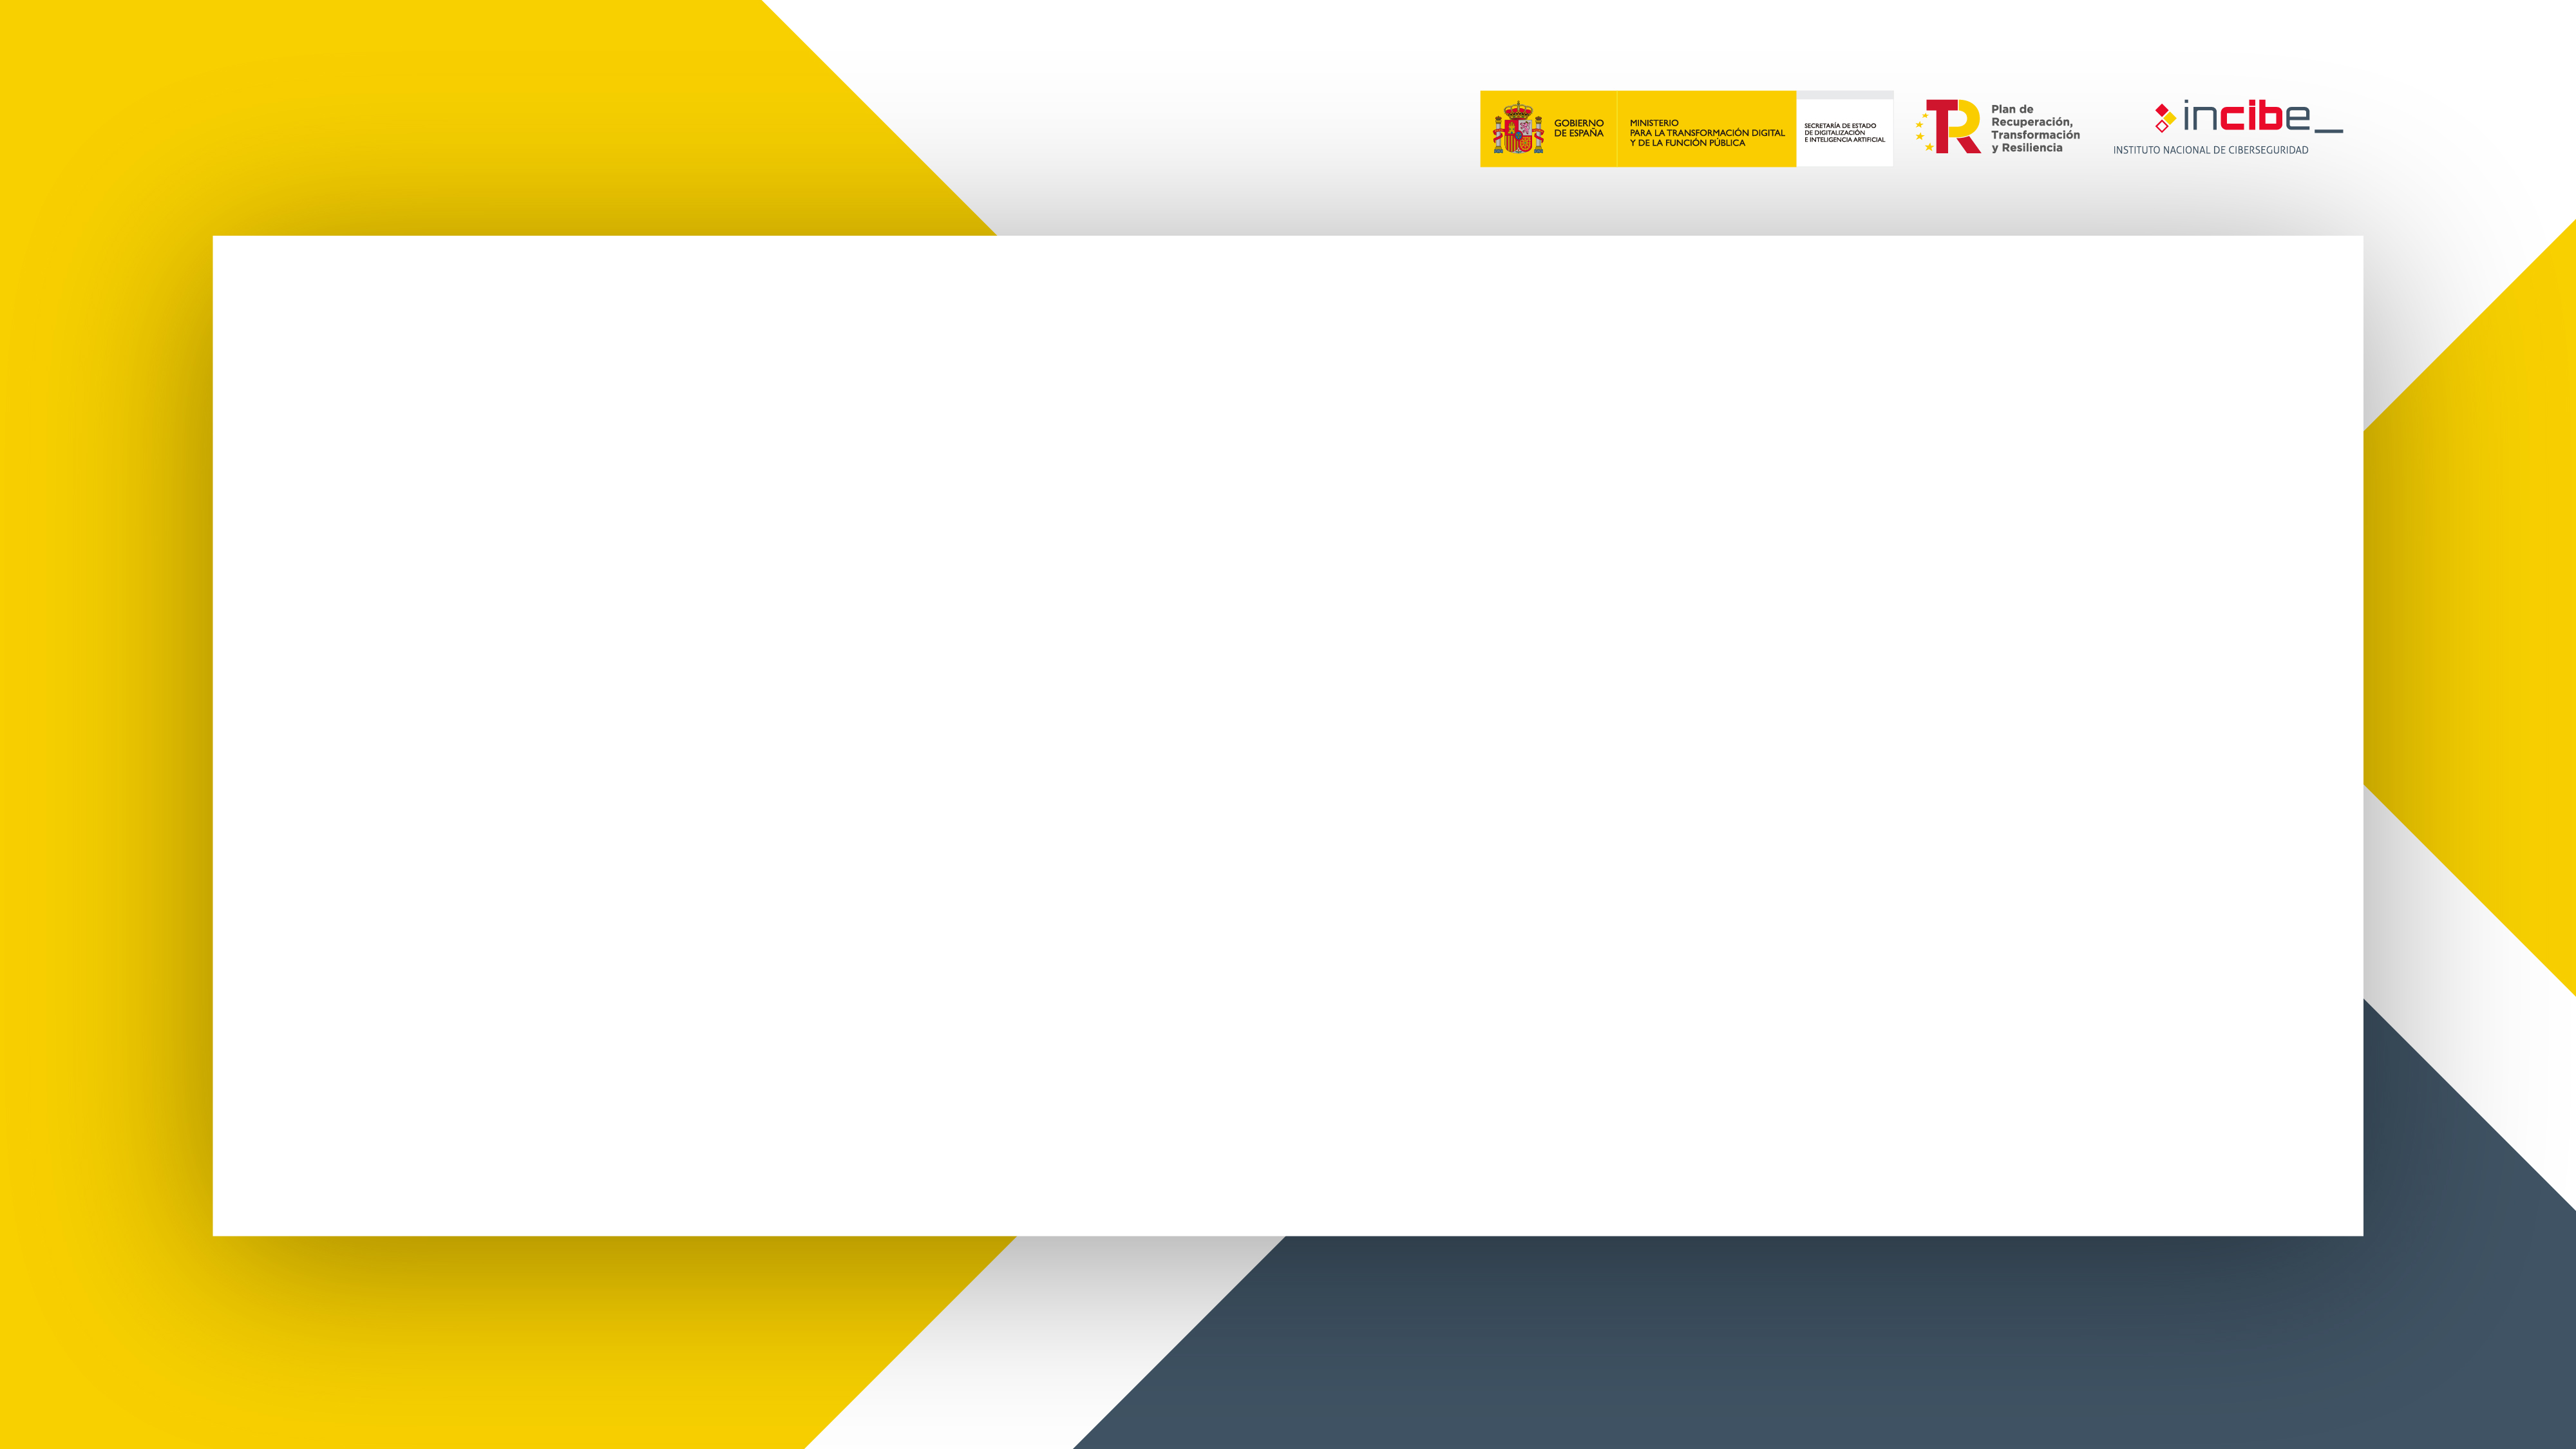 GOBIERNO
DE ESPAÑA
MINISTERIO
PARA LA TRANSFORMACIÓN DIGITAL
Y DE LA FUNCIÓN PÚBLICA
SECRETARÍA DE ESTADO
DE DIGITALIZACIÓN
E INTELIGENCIA ARTIFICIAL
TR
Plan de
Recuperación,
Transformación
y Resiliencia
incibe_
INSTITUTO NACIONAL DE CIBERSEGURIDAD